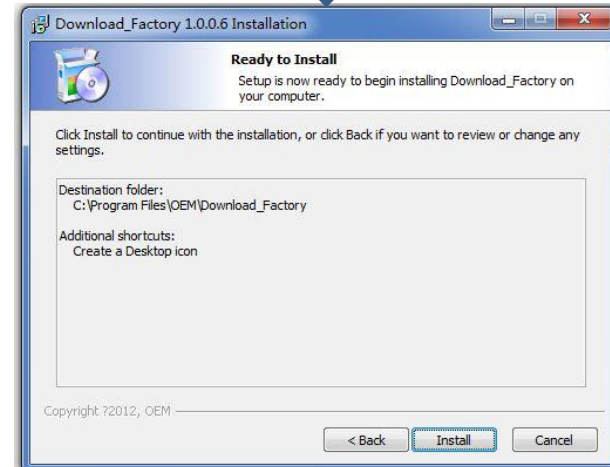 Download_Factory 1.0.0.6 Installation
Ready to Install
Setup is now ready to begin installing Download_Factory on
your computer.
Click Install to continue with the installation, or click Back if you want to review or change any
settings.
Destination folder:
C:\Program Files\OEM\Download_Factory
Additional shortcuts:
Create a Desktop icon
Copyright ?2012, OEM
< Back Install Cancel